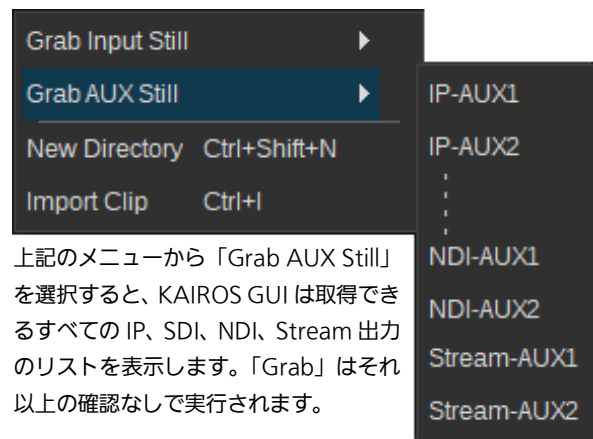 Grab Input Still
Grab AUX Still
New Directory Ctrl+Shift+N
Import Clip Ctrl+I
IP-AUX1
IP-AUX2
NDI-AUX1
NDI-AUX2
Stream-AUX1
Stream-AUX2
上記のメニューから「Grab AUX Still」
を選択すると、KAIROS GUI は取得でき
るすべての IP、SDI、NDI、Stream 出力
のリストを表示します。「Grab」はそれ
以上の確認なしで実行されます。